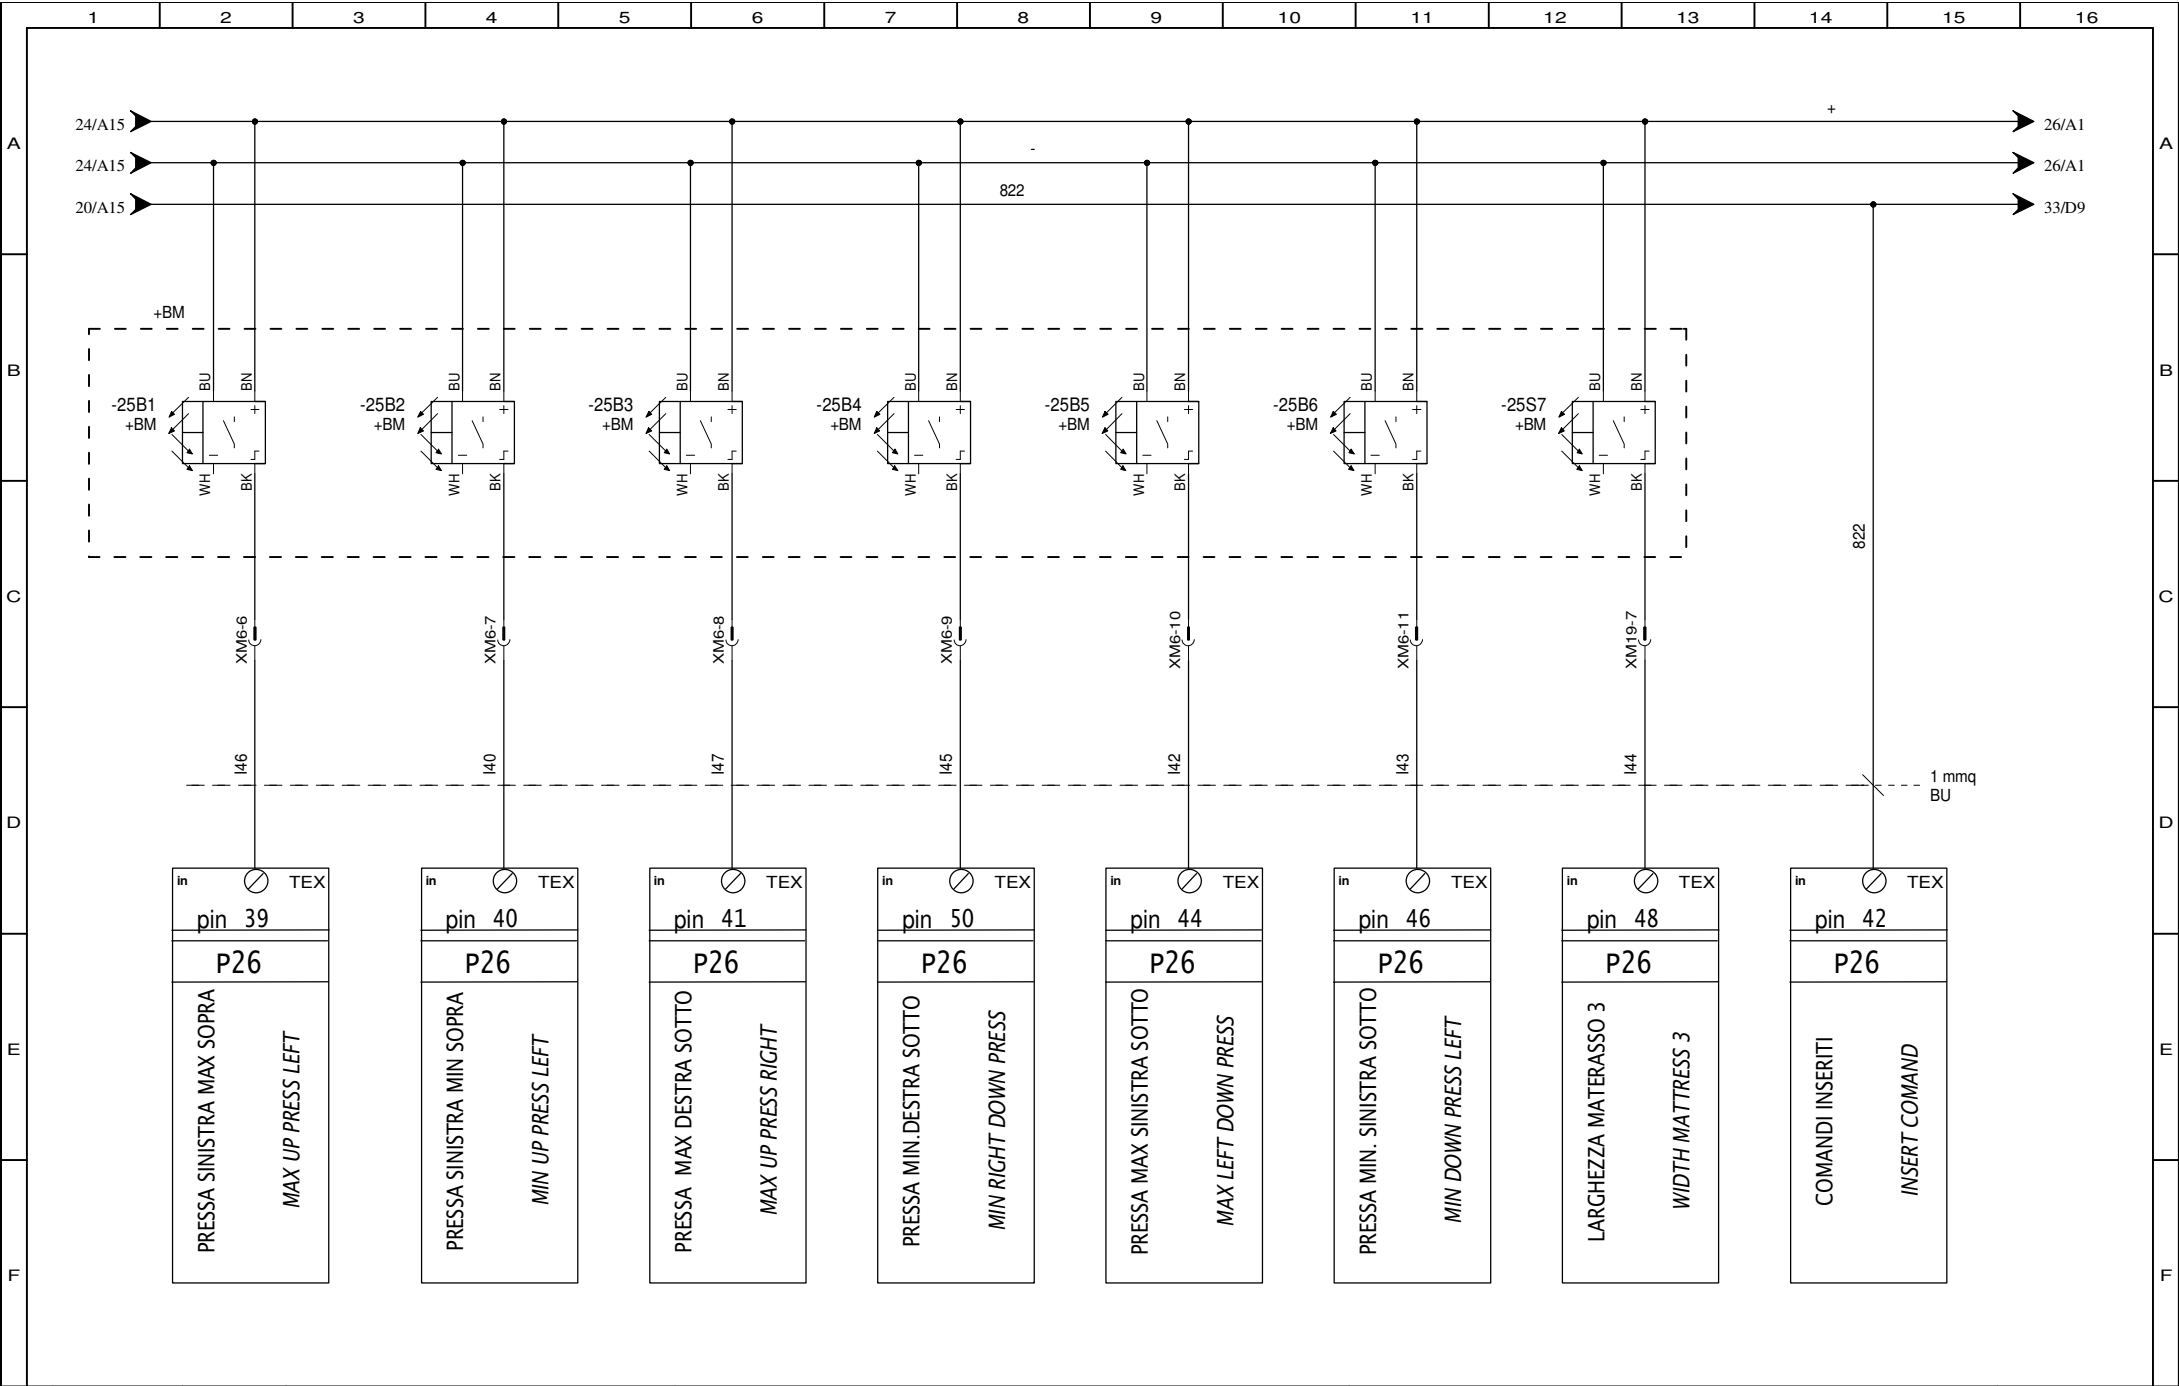 1 2 3 4 5 6 7 8 9 10 11 12 13 14 15 16
A A
24/A15 + 26/A1
24/A15 - 26/A1
20/A15 822 33/D9
+BM
B B
BU BN BU BN BU BN BU BN BU BN BU BN BU BN
-25B1 -25B2 -25B3 -25B4 -25B5 -25B6 -25S7
+BM +BM +BM +BM +BM +BM +BM
WH BK WH BK WH BK WH BK WH BK WH BK WH BK
822
C C
XM6-6 XM6-7 XM6-8 XM6-9 XM6-10 XM6-11 XM19-7
I46 I40 I47 I45 I42 I43 I44
1 mmq
BU
D D
in TEX in TEX in TEX in TEX in TEX in TEX in TEX in TEX
pin 39 pin 40 pin 41 pin 50 pin 44 pin 46 pin 48 pin 42
P26 P26 P26 P26 P26 P26 P26 P26
E E
PRESSA SINISTRA MAX SOPRA
MAX UP PRESS LEFT
PRESSA SINISTRA MIN SOPRA
MIN UP PRESS LEFT
PRESSA MAX DESTRA SOTTO
MAX UP PRESS RIGHT
PRESSA MIN.DESTRA SOTTO
MIN RIGHT DOWN PRESS
PRESSA MAX SINISTRA SOTTO
MAX LEFT DOWN PRESS
PRESSA MIN. SINISTRA SOTTO
MIN DOWN PRESS LEFT
LARGHEZZA MATERASSO 3
WIDTH MATTRESS 3
COMANDI INSERITI
INSERT COMAND
F F